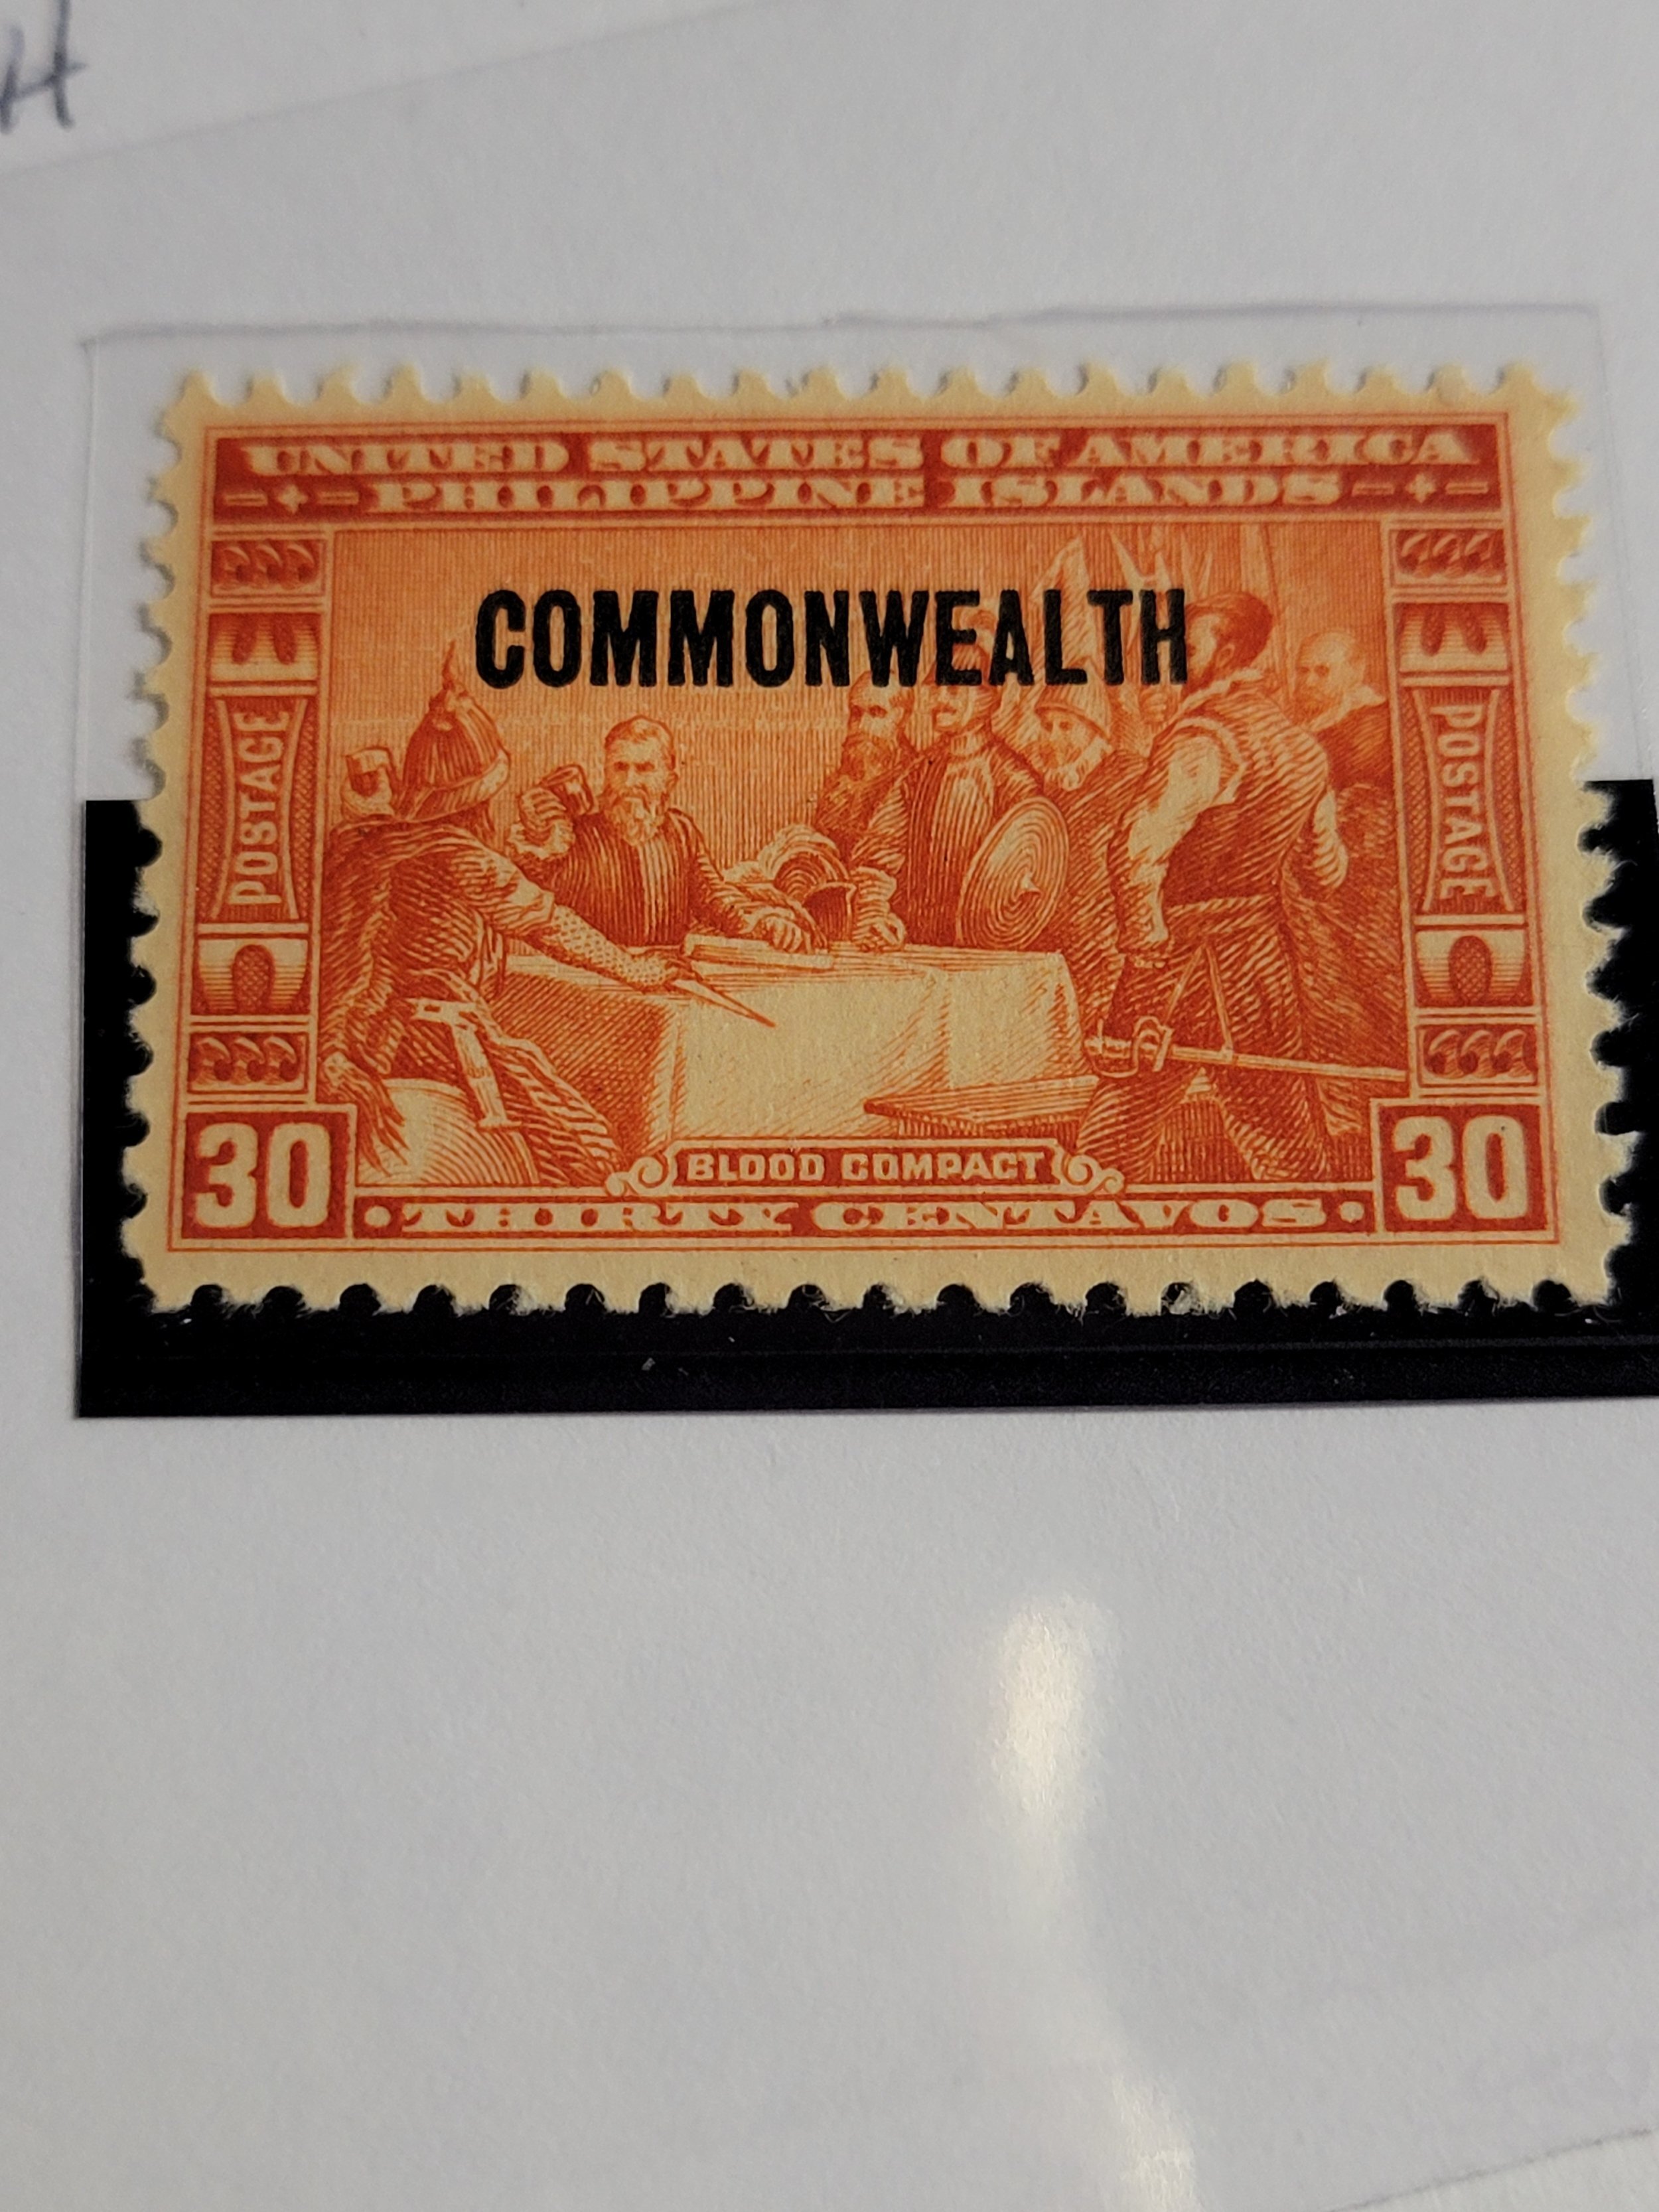 H
UNITED STATES OF AMERICA
PHILIPPINE ISLANDS
COMMONWEALTH
POSTAGE
POSTAGE
BLOOD COMPACT
30
THIRTY CENTAVOS
30